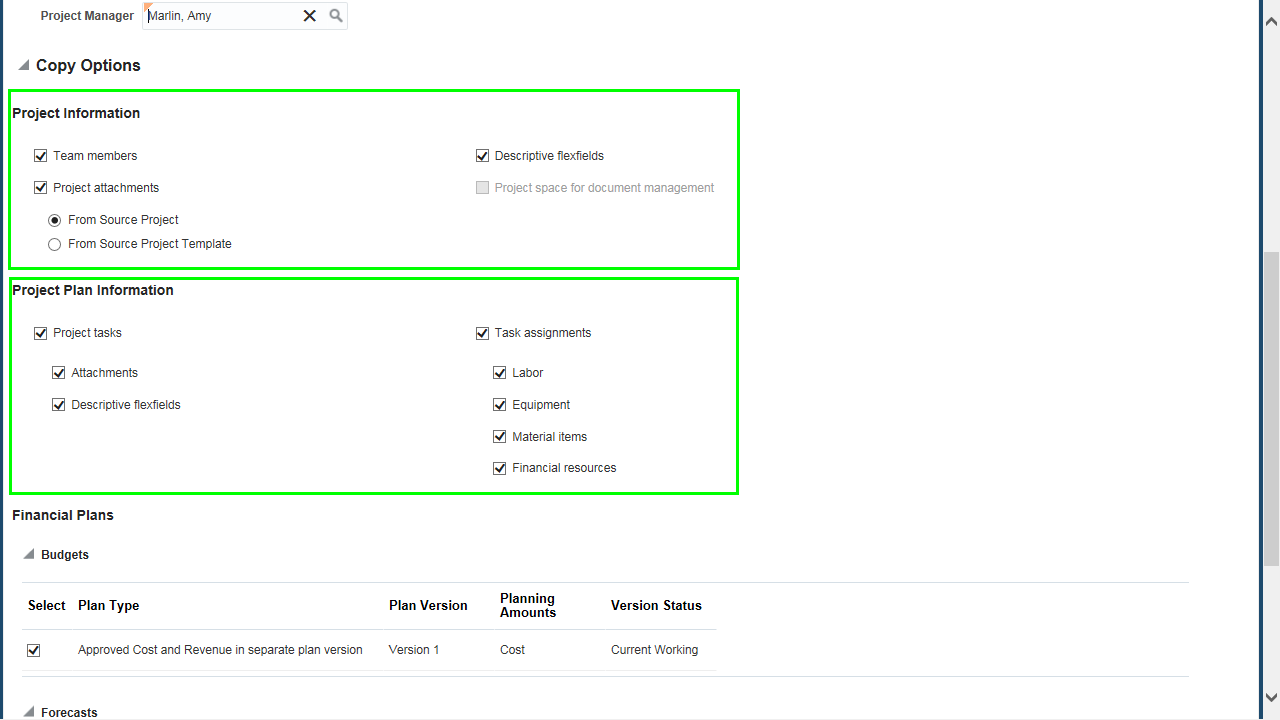 Project Manager Marlin, Amy
Copy Options
Project Information
Team members Descriptive flexfields
Project attachments Project space for document management
From Source Project
From Source Project Template
Project Plan Information
Project tasks Task assignments
Attachments Labor
Descriptive flexfields Equipment
Material items
Financial resources
Financial Plans
Budgets
Select Plan Type Plan Version Planning Amounts Version Status
Approved Cost and Revenue in separate plan version Version 1 Cost Current Working
Forecasts